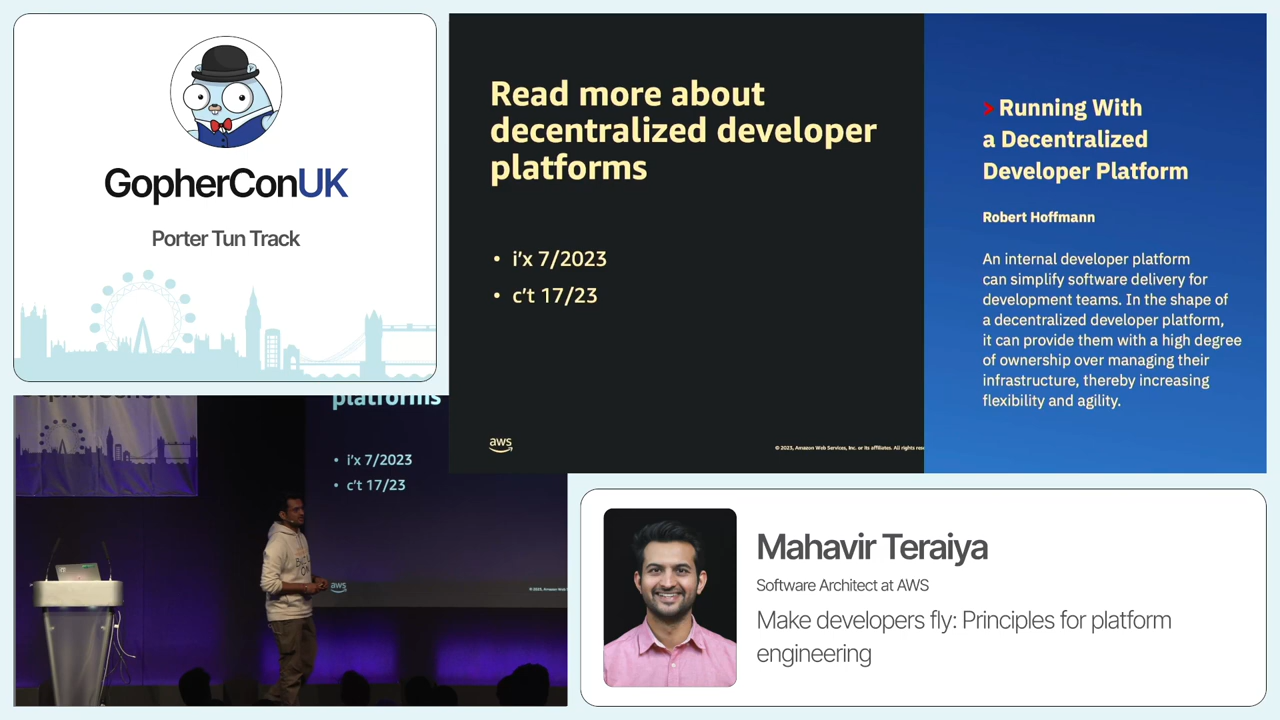 GopherConUK
Porter Tun Track
Read more about
decentralized developer
platforms
• i'x 7/2023
• c't 17/23
aws
© 2023, Amazon Web Services, Inc. or its affiliates. All rights
> Running With
a Decentralized
Developer Platform
Robert Hoffmann
An internal developer platform
can simplify software delivery for
development teams. In the shape of
a decentralized developer platform,
it can provide them with a high degree
of ownership over managing their
infrastructure, thereby increasing
flexibility and agility.
platforms
• i'x 7/2023
• c't 17/23
aws
Mahavir Teraiya
Software Architect at AWS
Make developers fly: Principles for platform
engineering